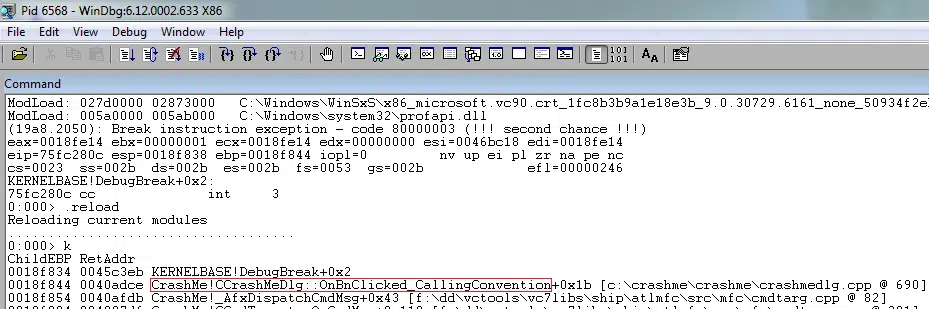 Pid 6568 - WinDbg:6.12.0002.633 X86
File Edit View Debug Window Help
Command
ModLoad: 027d0000 02873000 C:\Windows\WinSxS\x86_microsoft.vc90.crt_1fc8b3b9a1e18e3b_9.0.30729.6161_none_50934f2e
ModLoad: 005a0000 005ab000 C:\Windows\system32\profapi.dll
(19a8.2050): Break instruction exception - code 80000003 (!!! second chance !!!)
eax=0018fe14 ebx=00000001 ecx=0018fe14 edx=00000000 esi=0046bc18 edi=0018fe14
eip=75fc280c esp=0018f838 ebp=0018f844 iopl=0 nv up ei pl zr na pe nc
cs=0023 ss=002b ds=002b es=002b fs=0053 gs=002b efl=00000246
KERNELBASE!DebugBreak+0x2:
75fc280c cc int 3
0:000> .reload
Reloading current modules
.....................................
0:000> k
ChildEBP RetAddr
0018f834 0045c3eb KERNELBASE!DebugBreak+0x2
0018f844 0040adce CrashMe!CCrashMeDlg::OnBnClicked_CallingConvention+0x1b [c:\crashme\crashme\crashmedlg.cpp @ 690]
0018f854 0040adb CrashMe!_AfxDispatchCmdMsg+0x43 [f:\dd\vctools\vc7libs\ship\atlmfc\src\mfc\cmdtarg.cpp @ 82]